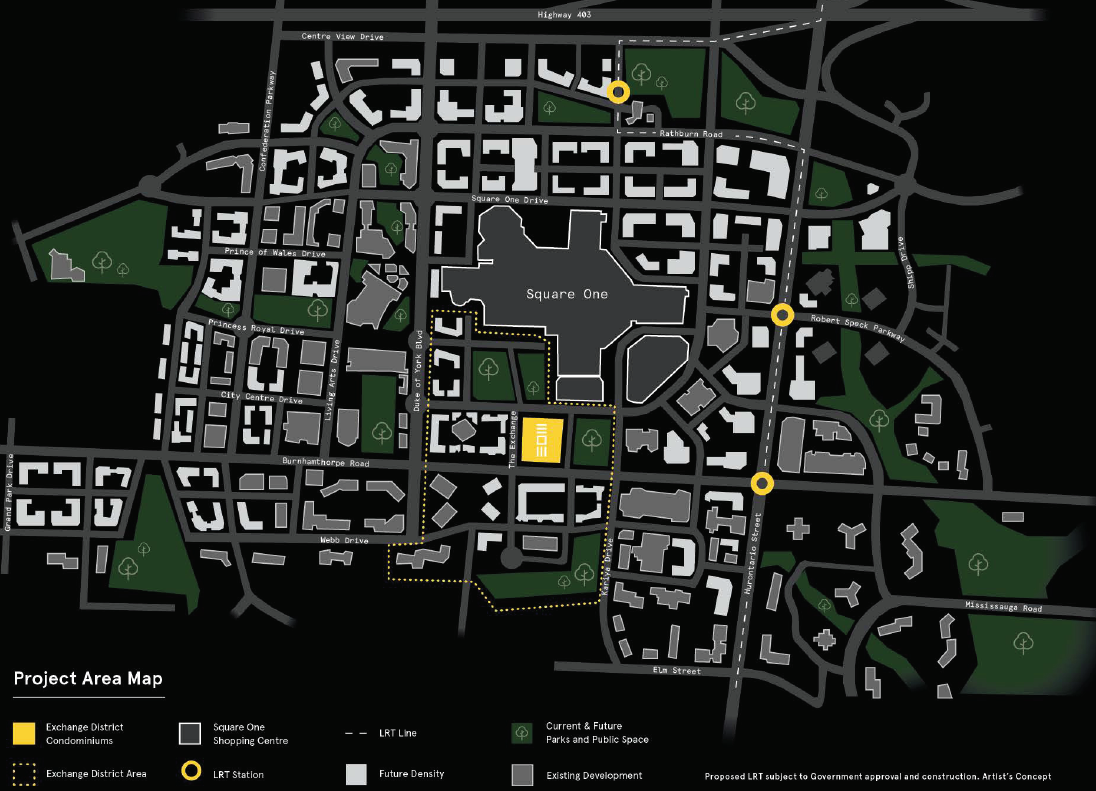 Highway 403
Centre View Drive
Confederation Parkway
Rathburn Road
Square One Drive
Prince of Wales Drive
Shipp Drive
Square One
Princess Royal Drive
Robert Speck Parkway
Living Arts Drive
Duke of York Blvd
City Centre Drive
The Exchange
Burnhamthorpe Road
Grand Park Drive
Webb Drive
Kariya Drive
Hurontario Street
Mississauga Road
Elm Street
Project Area Map
Exchange District
Condominiums
Square One
Shopping Centre
LRT Line
Current & Future
Parks and Public Space
Exchange District Area
LRT Station
Future Density
Existing Development
Proposed LRT subject to Government approval and construction. Artist's Concept